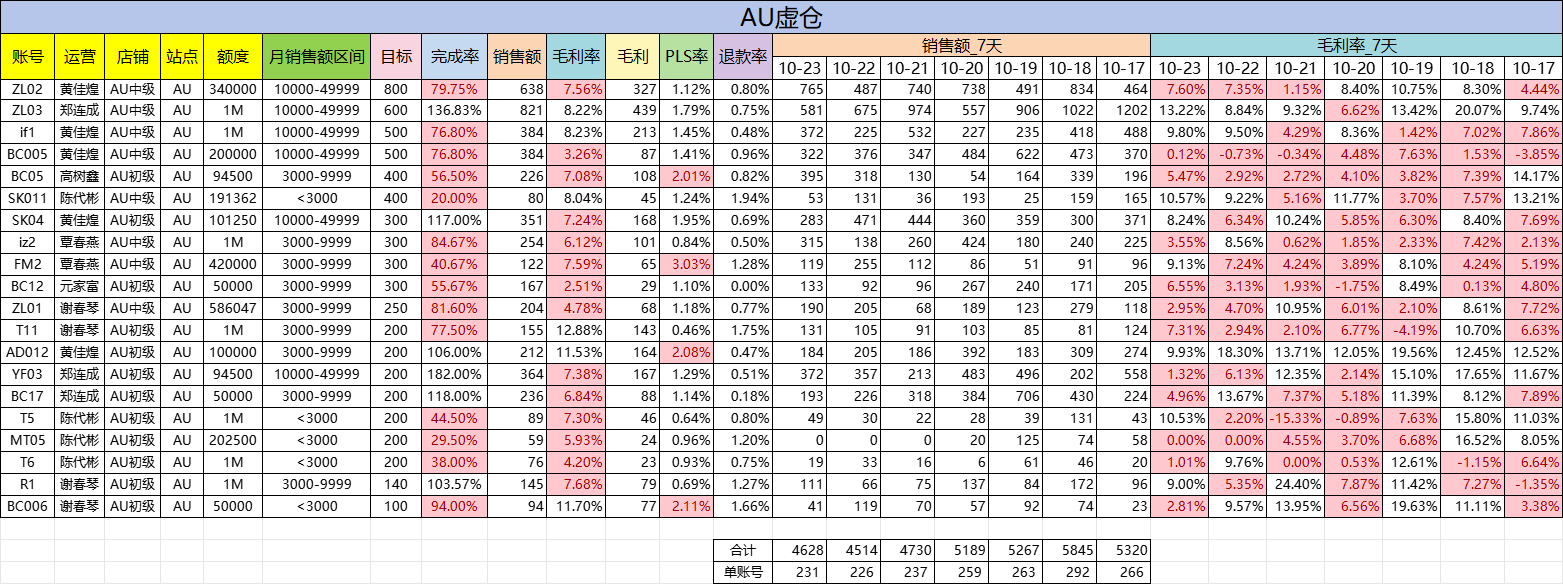 AU虚仓
账号 运营 店铺 站点 额度 月销售额区间 目标 完成率 销售额 毛利率 毛利 PLS率 退款率 销售额_7天 毛利率_7天
10-23 10-22 10-21 10-20 10-19 10-18 10-17 10-23 10-22 10-21 10-20 10-19 10-18 10-17
ZL02 黄佳煌 AU中级 AU 340000 10000-49999 800 79.75% 638 7.56% 327 1.12% 0.80% 765 487 740 738 491 834 464 7.60% 7.35% 1.15% 8.40% 10.75% 8.30% 4.44%
ZL03 郑连成 AU中级 AU 1M 10000-49999 600 136.83% 821 8.22% 439 1.79% 0.75% 581 675 974 557 906 1022 1202 13.22% 8.84% 9.32% 6.62% 13.42% 20.07% 9.74%
if1 黄佳煌 AU中级 AU 1M 10000-49999 500 76.80% 384 8.23% 213 1.45% 0.48% 372 225 532 227 235 418 488 9.80% 9.50% 4.29% 8.36% 1.42% 7.02% 7.86%
BC005 黄佳煌 AU中级 AU 200000 10000-49999 500 76.80% 384 3.26% 87 1.41% 0.96% 322 376 347 484 622 473 370 0.12% -0.73% -0.34% 4.48% 7.63% 1.53% -3.85%
BC05 高树鑫 AU初级 AU 94500 3000-9999 400 56.50% 226 7.08% 108 2.01% 0.82% 395 318 130 54 164 339 196 5.47% 2.92% 2.72% 4.10% 3.82% 7.39% 14.17%
SK011 陈代彬 AU中级 AU 191362 <3000 400 20.00% 80 8.04% 45 1.24% 1.94% 53 131 36 193 25 159 165 10.57% 9.22% 5.16% 11.77% 3.70% 7.57% 13.21%
SK04 黄佳煌 AU初级 AU 101250 10000-49999 300 117.00% 351 7.24% 168 1.95% 0.69% 283 471 444 360 359 300 371 8.24% 6.34% 10.24% 5.85% 6.30% 8.40% 7.69%
iz2 覃春燕 AU中级 AU 1M 3000-9999 300 84.67% 254 6.12% 101 0.84% 0.50% 315 138 260 424 180 240 225 3.55% 8.56% 0.62% 1.85% 2.33% 7.42% 2.13%
FM2 覃春燕 AU中级 AU 420000 3000-9999 300 40.67% 122 7.59% 65 3.03% 1.28% 119 255 112 86 51 91 96 9.13% 7.24% 4.24% 3.89% 8.10% 4.24% 5.19%
BC12 元家富 AU初级 AU 50000 3000-9999 300 55.67% 167 2.51% 29 1.10% 0.00% 133 92 96 267 240 171 205 6.55% 3.13% 1.93% -1.75% 8.49% 0.13% 4.80%
ZL01 谢春琴 AU中级 AU 586047 3000-9999 250 81.60% 204 4.78% 68 1.18% 0.77% 190 205 68 189 123 279 118 2.95% 4.70% 10.95% 6.01% 2.10% 8.61% 7.72%
T11 谢春琴 AU初级 AU 1M 3000-9999 200 77.50% 155 12.88% 143 0.46% 1.75% 131 105 91 103 85 81 124 7.31% 2.94% 2.10% 6.77% -4.19% 10.70% 6.63%
AD012 黄佳煌 AU初级 AU 100000 3000-9999 200 106.00% 212 11.53% 164 2.08% 0.47% 184 205 186 392 183 309 274 9.93% 18.30% 13.71% 12.05% 19.56% 12.45% 12.52%
YF03 郑连成 AU初级 AU 94500 10000-49999 200 182.00% 364 7.38% 167 1.29% 0.51% 372 357 213 483 496 202 558 1.32% 6.13% 12.35% 2.14% 15.10% 17.65% 11.67%
BC17 郑连成 AU初级 AU 50000 3000-9999 200 118.00% 236 6.84% 88 1.14% 0.18% 193 226 318 384 706 430 224 4.96% 13.67% 7.37% 5.18% 11.39% 8.12% 7.89%
T5 陈代彬 AU初级 AU 1M <3000 200 44.50% 89 7.30% 46 0.64% 0.80% 49 30 22 28 39 131 43 10.53% 2.20% -15.33% -0.89% 7.63% 15.80% 11.03%
MT05 陈代彬 AU初级 AU 202500 <3000 200 29.50% 59 5.93% 24 0.96% 1.20% 0 0 0 20 125 74 58 0.00% 0.00% 4.55% 3.70% 6.68% 16.52% 8.05%
T6 陈代彬 AU初级 AU 1M <3000 200 38.00% 76 4.20% 23 0.93% 0.75% 19 33 16 6 61 46 20 1.01% 9.76% 0.00% 0.53% 12.61% -1.15% 6.64%
R1 谢春琴 AU初级 AU 1M 3000-9999 140 103.57% 145 7.68% 79 0.69% 1.27% 111 66 75 137 84 172 96 9.00% 5.35% 24.40% 7.87% 11.42% 7.27% -1.35%
BC006 谢春琴 AU初级 AU 50000 <3000 100 94.00% 94 11.70% 77 2.11% 1.66% 41 119 70 57 92 74 23 2.81% 9.57% 13.95% 6.56% 19.63% 11.11% 3.38%
合计 4628 4514 4730 5189 5267 5845 5320
单账号 231 226 237 259 263 292 266